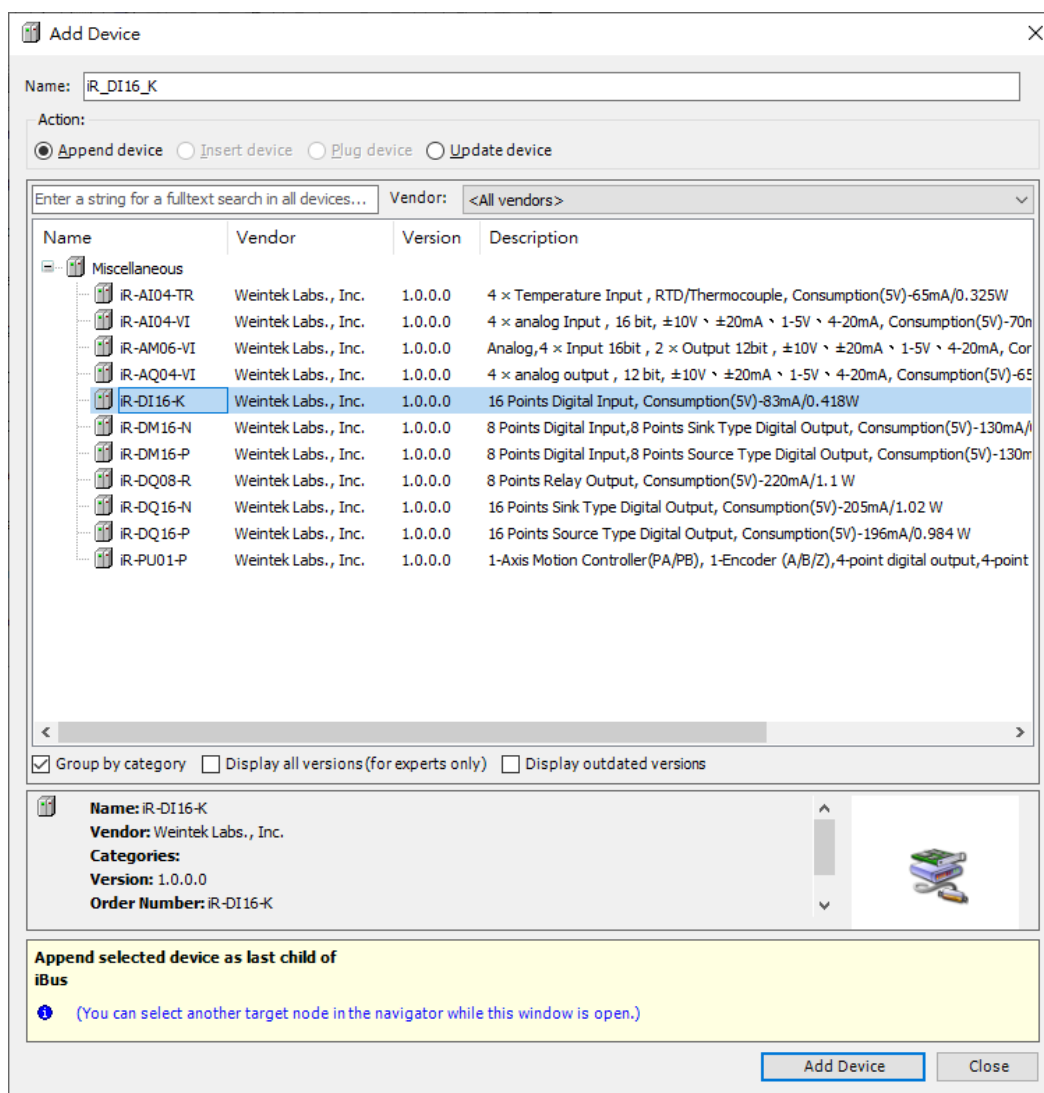 Add Device
Name: iR_DI16_K
Action:
Append device Insert device Plug device Update device
Enter a string for a fulltext search in all devices... Vendor: <All vendors>
Name Vendor Version Description
Miscellaneous
iR-AI04-TR Weintek Labs., Inc. 1.0.0.0 4 × Temperature Input , RTD/Thermocouple, Consumption(5V)-65mA/0.325W
iR-AI04-VI Weintek Labs., Inc. 1.0.0.0 4 × analog Input , 16 bit, ±10V、±20mA、1-5V、4-20mA, Consumption(5V)-70m
iR-AM06-VI Weintek Labs., Inc. 1.0.0.0 Analog,4 × Input 16bit , 2 × Output 12bit , ±10V、±20mA、1-5V、4-20mA, Cor
iR-AQ04-VI Weintek Labs., Inc. 1.0.0.0 4 × analog output , 12 bit, ±10V、±20mA、1-5V、4-20mA, Consumption(5V)-65
iR-DI16-K Weintek Labs., Inc. 1.0.0.0 16 Points Digital Input, Consumption(5V)-83mA/0.418W
iR-DM16-N Weintek Labs., Inc. 1.0.0.0 8 Points Digital Input,8 Points Sink Type Digital Output, Consumption(5V)-130mA/
iR-DM16-P Weintek Labs., Inc. 1.0.0.0 8 Points Digital Input,8 Points Source Type Digital Output, Consumption(5V)-130m
iR-DQ08-R Weintek Labs., Inc. 1.0.0.0 8 Points Relay Output, Consumption(5V)-220mA/1.1 W
iR-DQ16-N Weintek Labs., Inc. 1.0.0.0 16 Points Sink Type Digital Output, Consumption(5V)-205mA/1.02 W
iR-DQ16-P Weintek Labs., Inc. 1.0.0.0 16 Points Source Type Digital Output, Consumption(5V)-196mA/0.984 W
iR-PU01-P Weintek Labs., Inc. 1.0.0.0 1-Axis Motion Controller(PA/PB), 1-Encoder (A/B/Z),4-point digital output,4-point
Group by category Display all versions (for experts only) Display outdated versions
Name: iR-DI16-K
Vendor: Weintek Labs., Inc.
Categories:
Version: 1.0.0.0
Order Number: iR-DI16-K
Append selected device as last child of
iBus
(You can select another target node in the navigator while this window is open.)
Add Device Close